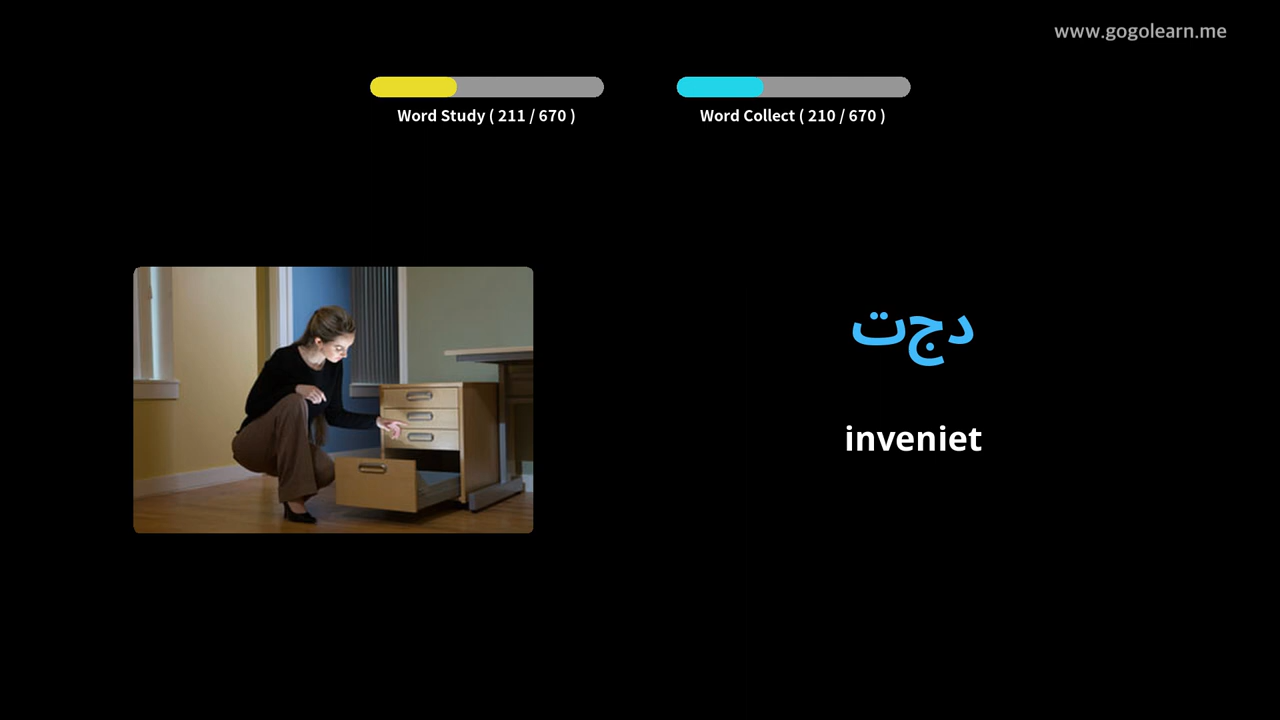 www.gogolearn.me
Word Study ( 211 / 670 )
Word Collect ( 210 / 670 )
دجت
inveniet